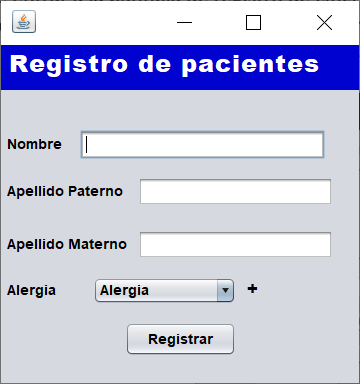 Registro de pacientes
Nombre
Apellido Paterno
Apellido Materno
Alergia Alergia +
Registrar